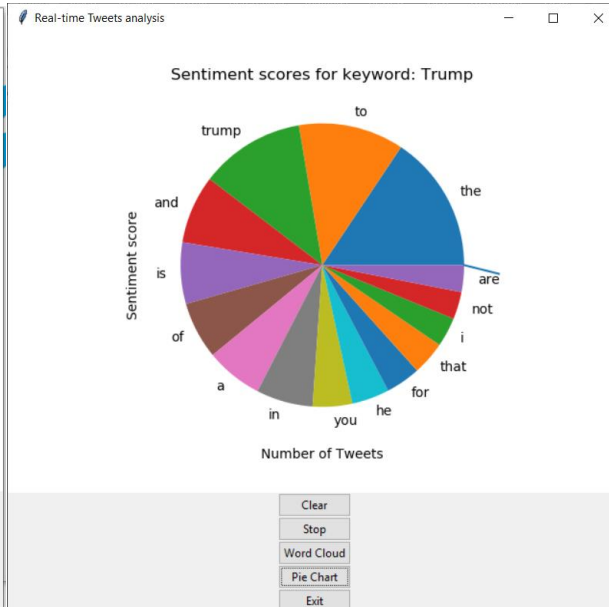 Real-time Tweets analysis
Sentiment scores for keyword: Trump
to
trump
the
and
Sentiment score
is
are
not
of
i
that
a
for
in
he
you
Number of Tweets
Clear
Stop
Word Cloud
Pie Chart
Exit